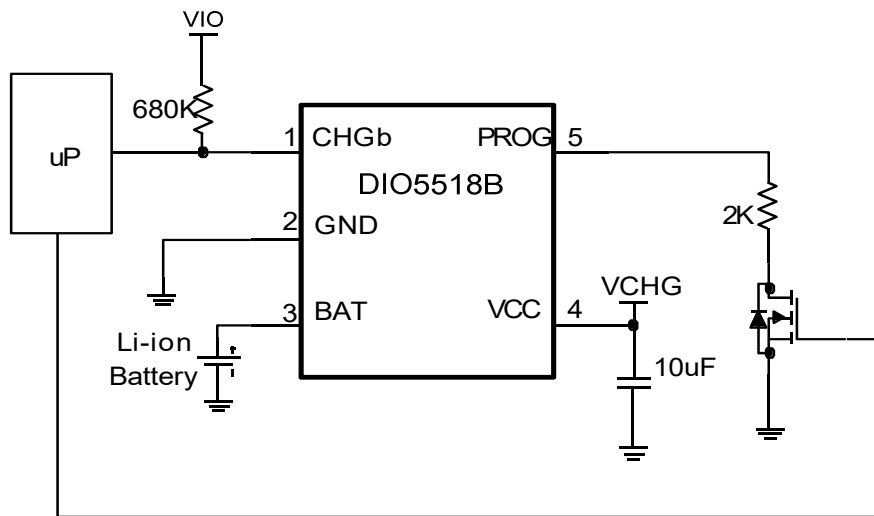 VIO
680K
uP
1
CHGb
PROG
5
DIO5518B
2
GND
2K
3
BAT
VCC
4
VCHG
Li-ion
Battery
10uF